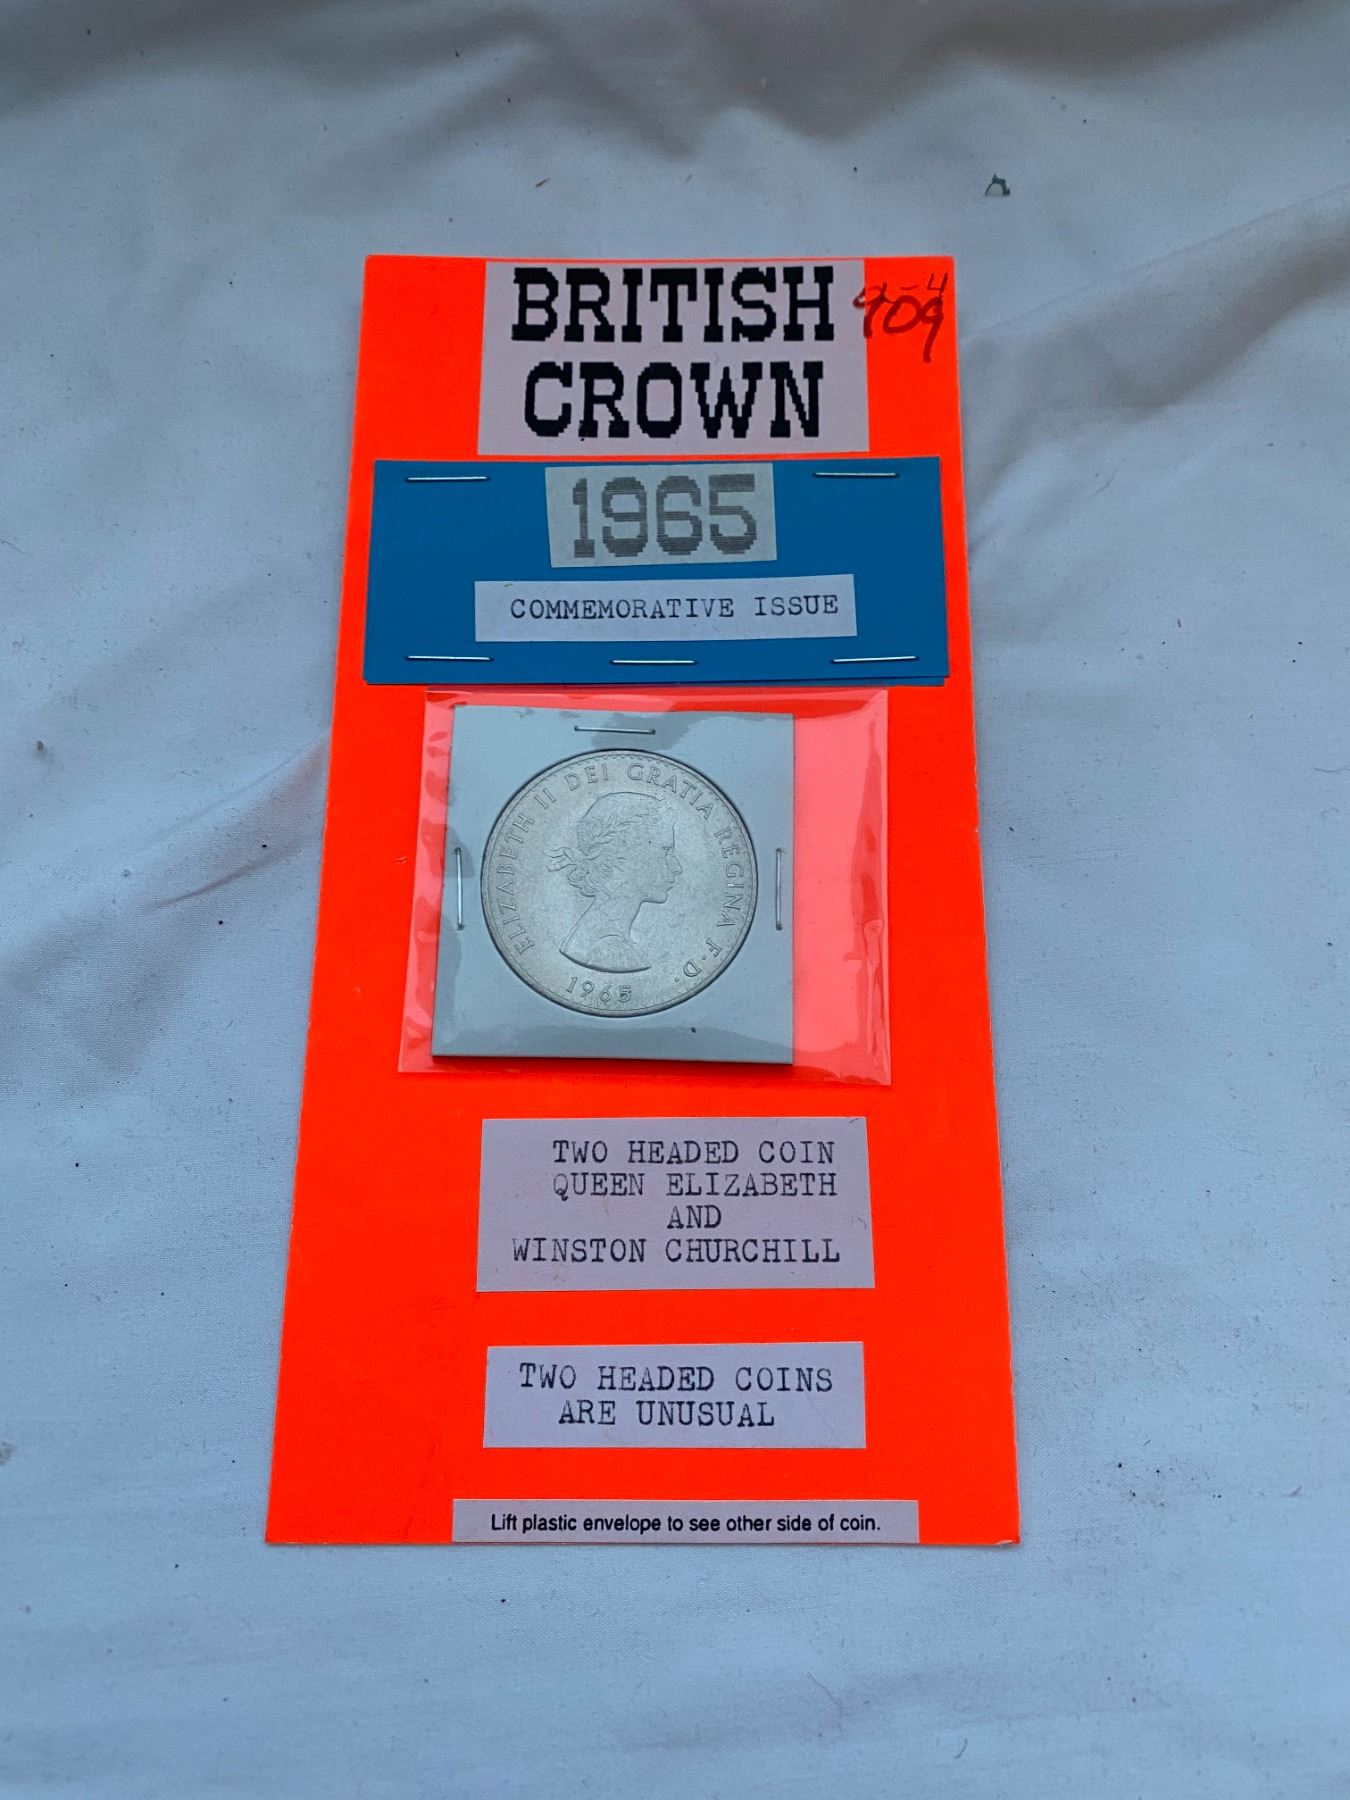 BRITISH
CROWN
1965
COMMEMORATIVE ISSUE
ELIZABETH II DEI GRATIA REGINA F·D·
1965
TWO HEADED COIN
QUEEN ELIZABETH
AND
WINSTON CHURCHILL
TWO HEADED COINS
ARE UNUSUAL
Lift plastic envelope to see other side of coin.